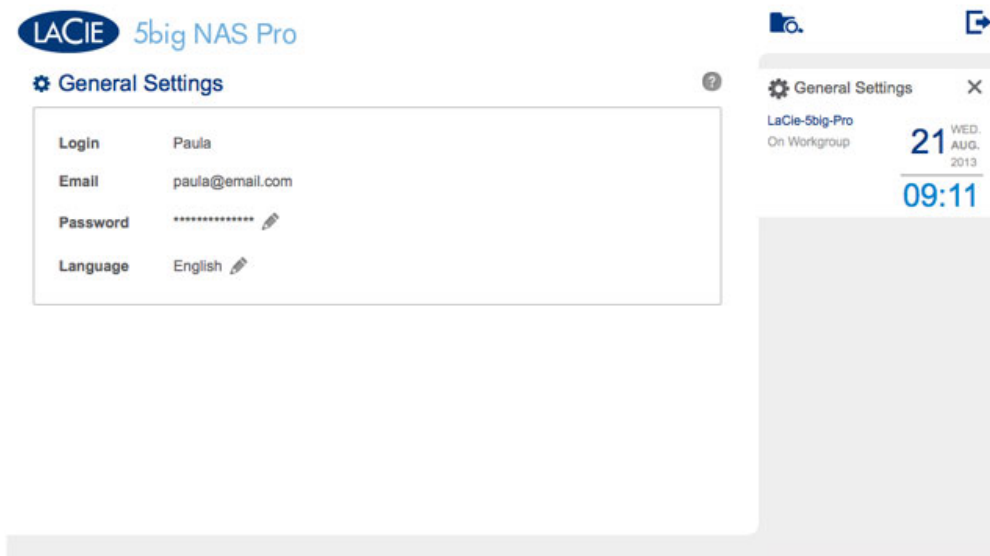 LACIE 5big NAS Pro
General Settings
?
Login Paula
Email paula@email.com
Password **************
Language English
General Settings
LaCie-5big-Pro
On Workgroup
21 WED.
AUG.
2013
09:11